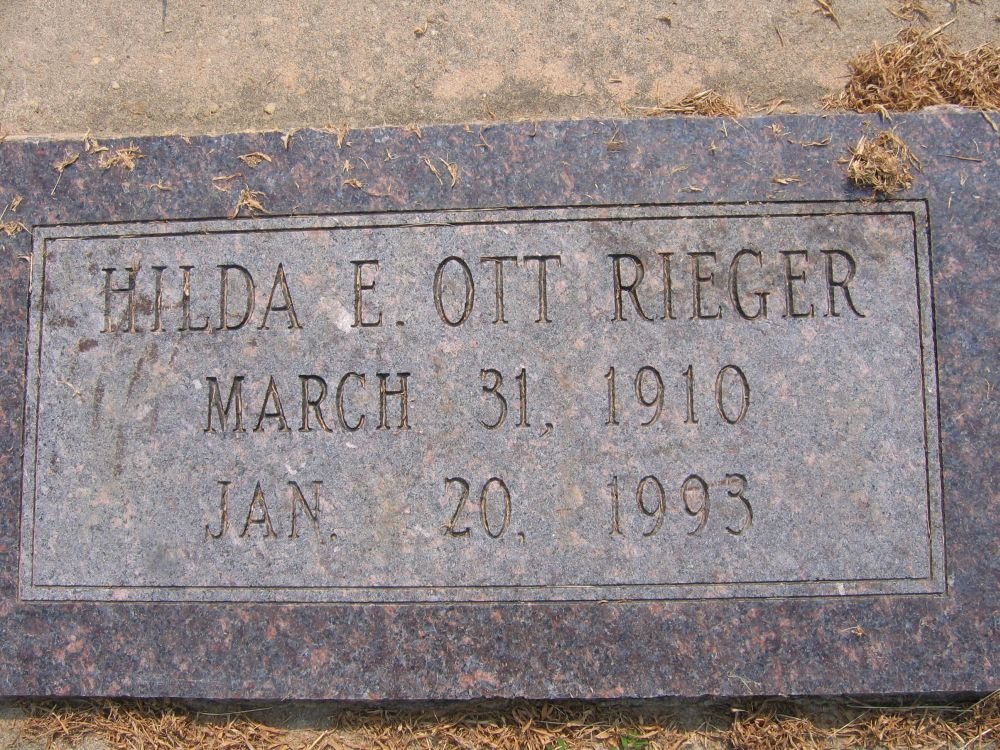 HILDA E. OTT RIEGER
MARCH 31, 1910
JAN. 20, 1993